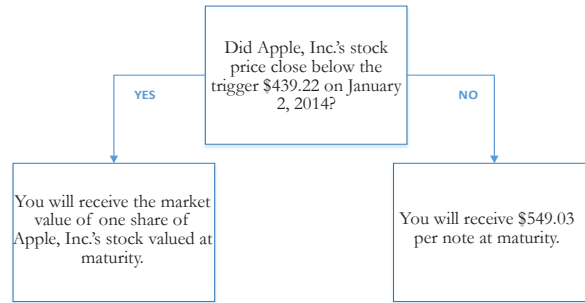 Did Apple, Inc.'s stock
price close below the
trigger $439.22 on January
2, 2014?
YES
NO
You will receive the market
value of one share of
Apple, Inc.'s stock valued at
maturity.
You will receive $549.03
per note at maturity.